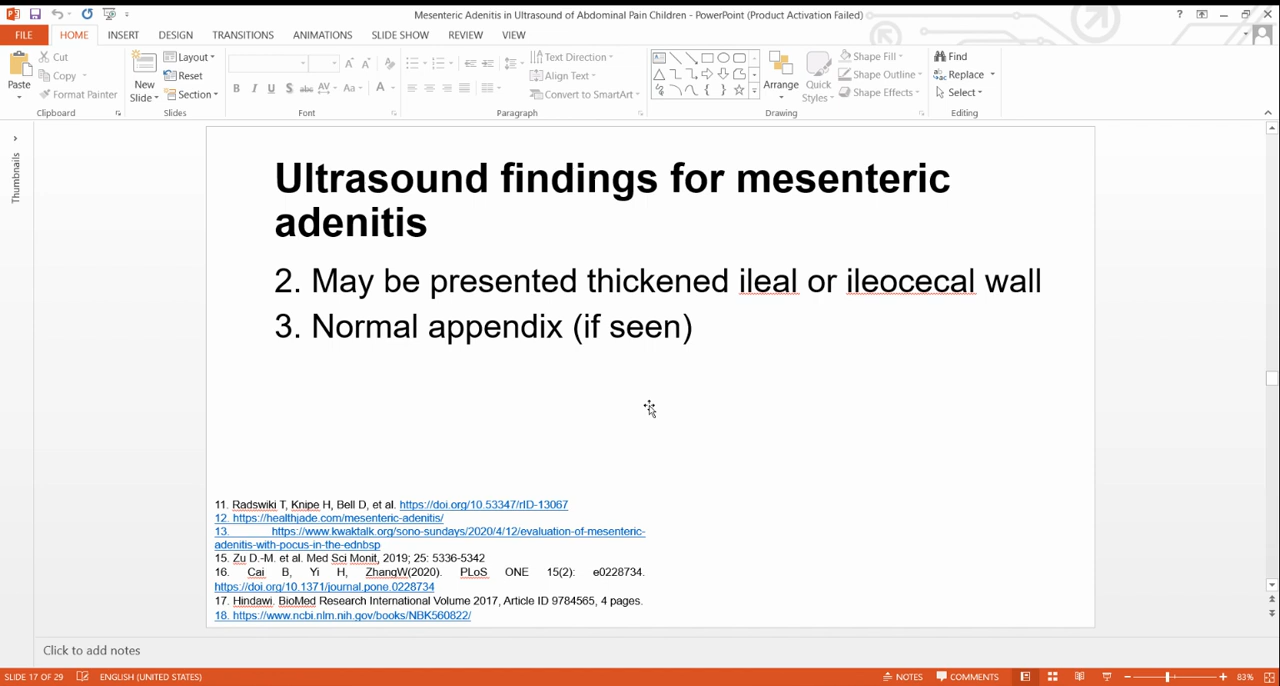 Mesenteric Adenitis in Ultrasound of Abdominal Pain Children - PowerPoint (Product Activation Failed)
FILE HOME INSERT DESIGN TRANSITIONS ANIMATIONS SLIDE SHOW REVIEW VIEW
Paste
Cut
Copy
Format Painter
Clipboard
New
Slide
Layout
Reset
Section
Slides
B I U S abc AV Aa A
Font
Text Direction
Align Text
Convert to SmartArt
Paragraph
Arrange
Quick
Styles
Shape Fill
Shape Outline
Shape Effects
Drawing
Find
Replace
Select
Editing
Thumbnails
Ultrasound findings for mesenteric
adenitis
2. May be presented thickened ileal or ileocecal wall
3. Normal appendix (if seen)
11. Radswiki T, Knipe H, Bell D, et al. https://doi.org/10.53347/rID-13067
12. https://healthjade.com/mesenteric-adenitis/
13. https://www.kwaktalk.org/sono-sundays/2020/4/12/evaluation-of-mesenteric-
adenitis-with-pocus-in-the-ednbsp
15. Zu D.-M. et al. Med Sci Monit, 2019; 25: 5336-5342
16. Cai B, Yi H, ZhangW(2020). PLoS ONE 15(2): e0228734.
https://doi.org/10.1371/journal.pone.0228734
17. Hindawi. BioMed Research International Volume 2017, Article ID 9784565, 4 pages.
18. https://www.ncbi.nlm.nih.gov/books/NBK560822/
Click to add notes
SLIDE 17 OF 29 ENGLISH (UNITED STATES) NOTES COMMENTS 83%